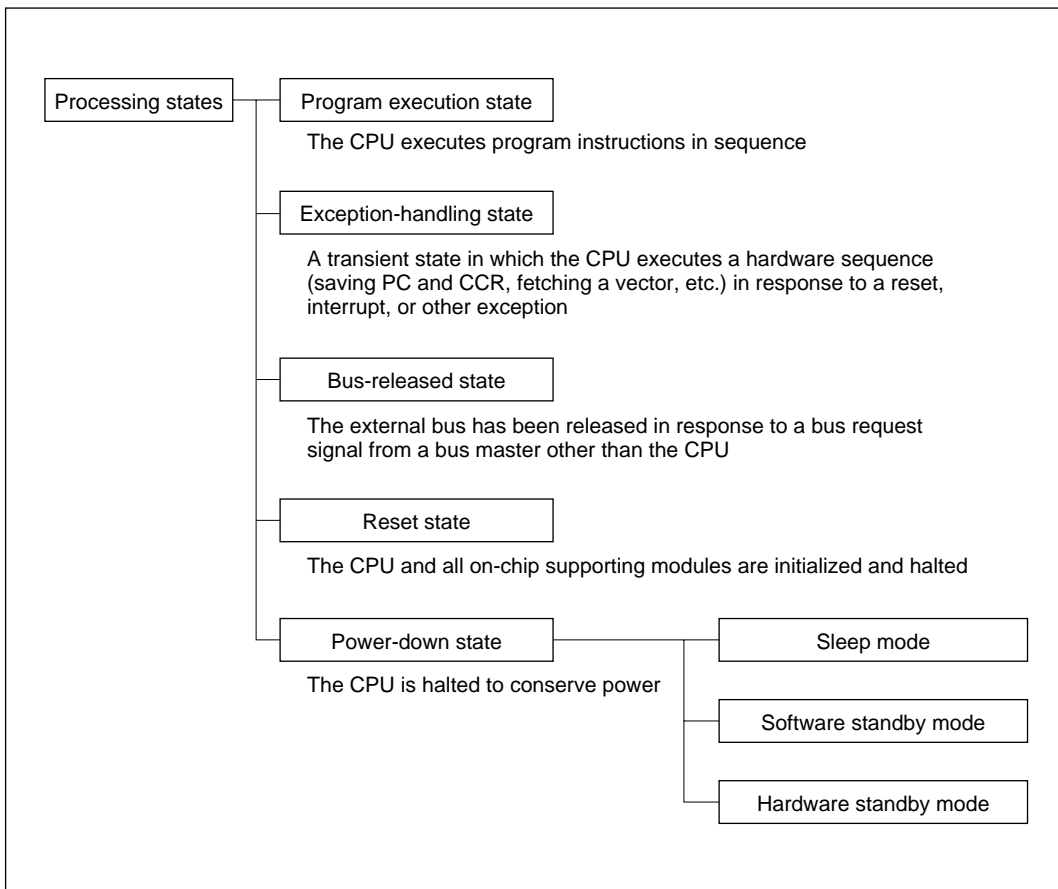 Processing states
Program execution state
The CPU executes program instructions in sequence
Exception-handling state
A transient state in which the CPU executes a hardware sequence
(saving PC and CCR, fetching a vector, etc.) in response to a reset,
interrupt, or other exception
Bus-released state
The external bus has been released in response to a bus request
signal from a bus master other than the CPU
Reset state
The CPU and all on-chip supporting modules are initialized and halted
Power-down state
The CPU is halted to conserve power
Sleep mode
Software standby mode
Hardware standby mode